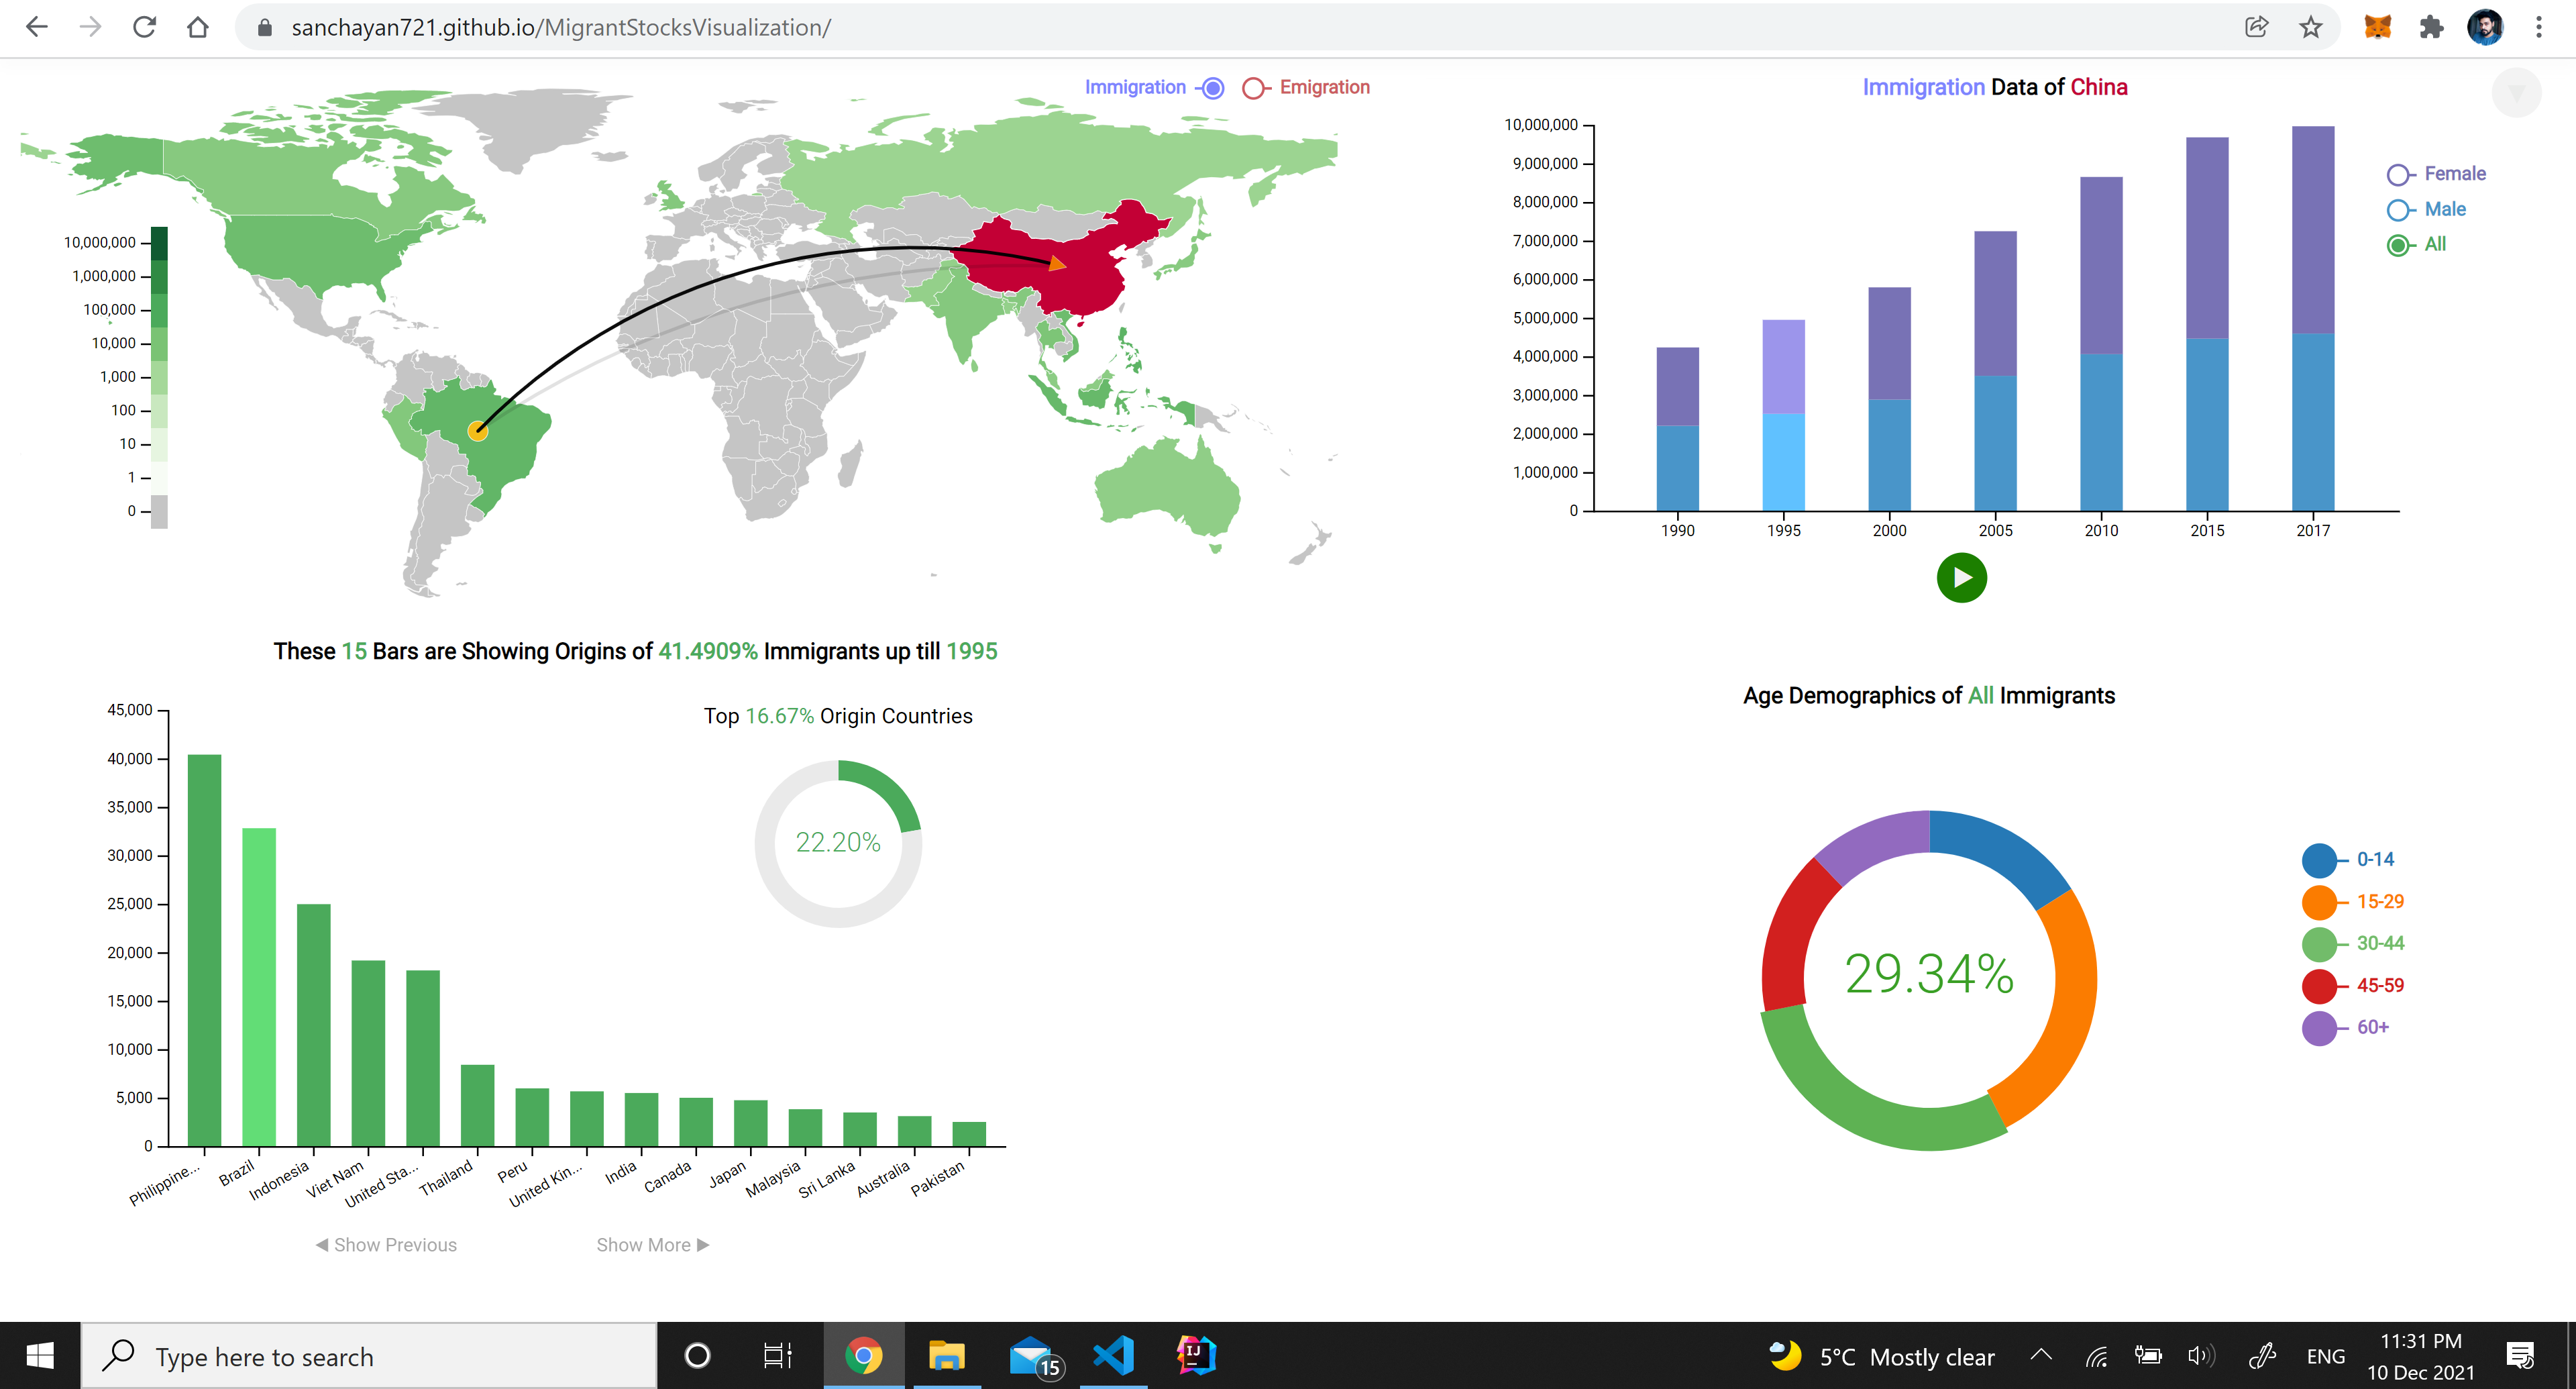 sanchayan721.github.io/MigrantStocksVisualization/
Immigration
Emigration
10,000,000
1,000,000
100,000
10,000
1,000
100
10
1
0
Immigration Data of China
10,000,000
9,000,000
8,000,000
7,000,000
6,000,000
5,000,000
4,000,000
3,000,000
2,000,000
1,000,000
0
1990 1995 2000 2005 2010 2015 2017
Female
Male
All
These 15 Bars are Showing Origins of 41.4909% Immigrants up till 1995
45,000
40,000
35,000
30,000
25,000
20,000
15,000
10,000
5,000
0
Philippine... Brazil Indonesia Viet Nam United Sta... Thailand Peru United Kin... India Canada Japan Malaysia Sri Lanka Australia Pakistan
Top 16.67% Origin Countries
22.20%
◀ Show Previous
Show More ▶
Age Demographics of All Immigrants
29.34%
0-14
15-29
30-44
45-59
60+
Type here to search
15
IJ
5°C Mostly clear
ENG
11:31 PM
10 Dec 2021